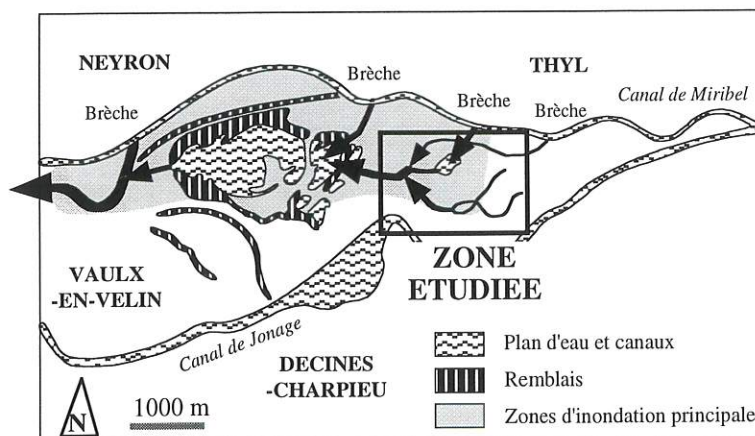 NEYRON
Brèche
THYL
Canal de Miribel
Brèche
Brèche
Brèche
ZONE
ETUDIEE
VAULX
-EN-VELIN
Canal de Jonage
DECINES
-CHARPIEU
Plan d'eau et canaux
Remblais
Zones d'inondation principale
N
1000 m